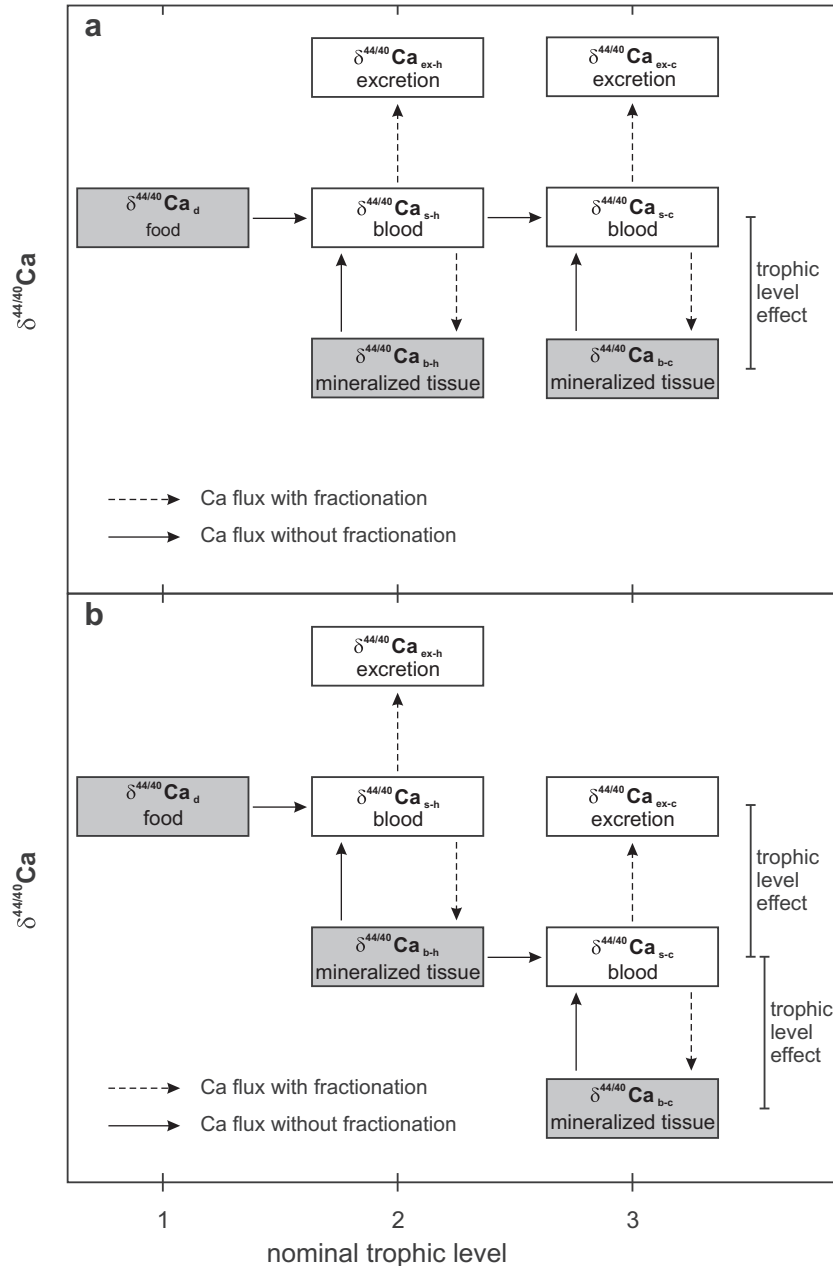 a
δ44/40Ca ex-h
excretion
δ44/40Ca ex-c
excretion
δ44/40Ca d
food
δ44/40Ca s-h
blood
δ44/40Ca s-c
blood
trophic
level
effect
δ44/40Ca
δ44/40Ca b-h
mineralized tissue
δ44/40Ca b-c
mineralized tissue
Ca flux with fractionation
Ca flux without fractionation
b
δ44/40Ca ex-h
excretion
δ44/40Ca d
food
δ44/40Ca s-h
blood
δ44/40Ca ex-c
excretion
trophic
level
effect
δ44/40Ca
δ44/40Ca b-h
mineralized tissue
δ44/40Ca s-c
blood
trophic
level
effect
Ca flux with fractionation
Ca flux without fractionation
δ44/40Ca b-c
mineralized tissue
1 2 3
nominal trophic level